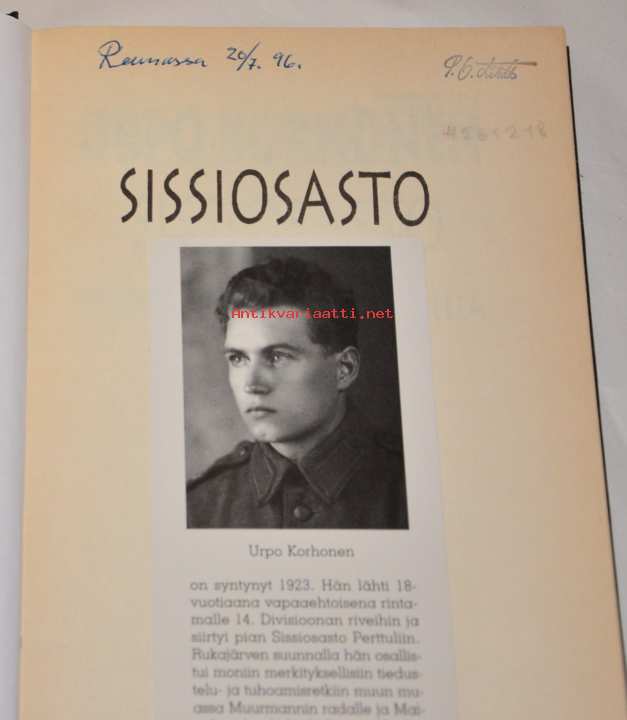 Reunassa 20/7. 96.
SISSIOSASTO
Antikvariaatti.net
Urpo Korhonen
on syntynyt 1923. Hän lähti 18-
vuotiaana vapaaehtoisena rinta-
malle 14. Divisioonan riveihin ja
siirtyi pian Sissiosasto Perttuliin.
Rukajärven suunnalla hän osallis-
tui moniin merkityksellisiin tiedus-
telu- ja tuhoamisretkiin muun mu-
assa Muurmannin radalle ja Mai-